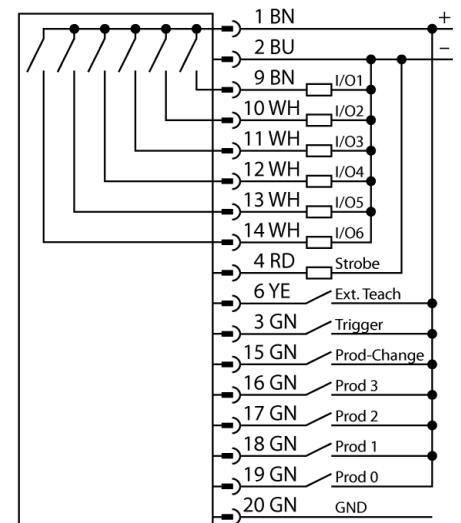 1 BN +
2 BU –
9 BN I/O1
10 WH I/O2
11 WH I/O3
12 WH I/O4
13 WH I/O5
14 WH I/O6
4 RD Strobe
6 YE Ext. Teach
3 GN Trigger
15 GN Prod-Change
16 GN Prod 3
17 GN Prod 2
18 GN Prod 1
19 GN Prod 0
20 GN GND